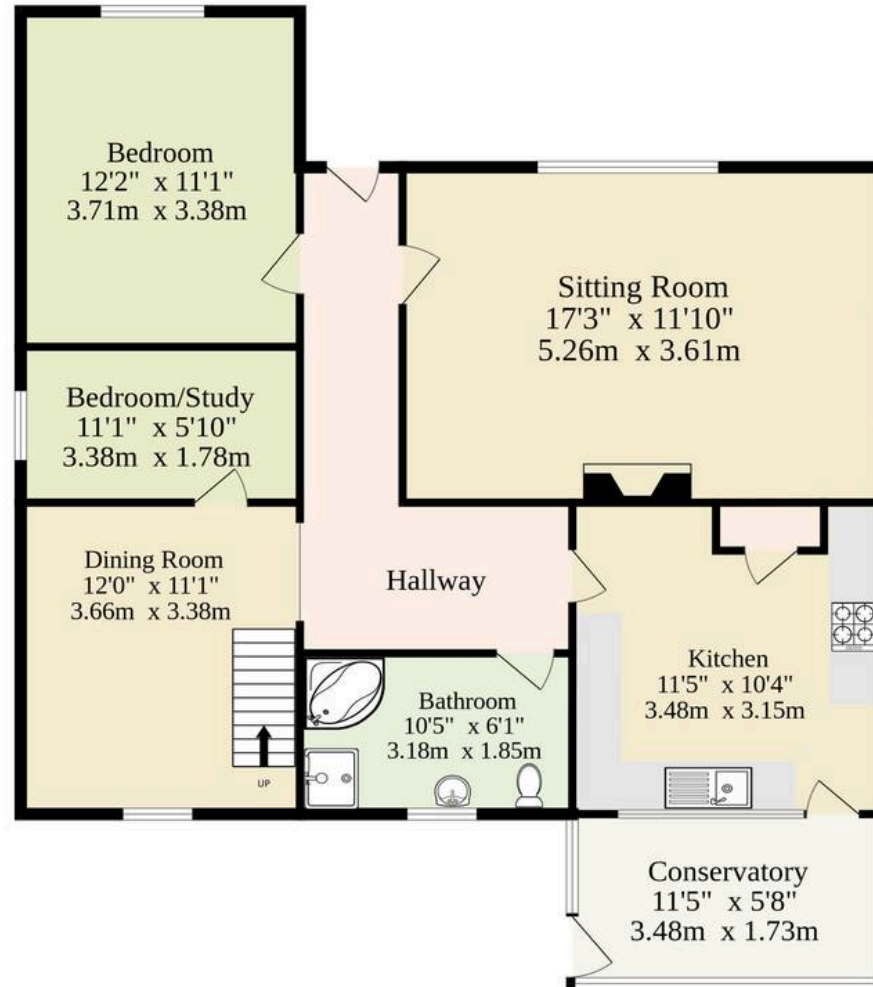 Bedroom
12'2" x 11'1"
3.71m x 3.38m
Sitting Room
17'3" x 11'10"
5.26m x 3.61m
Bedroom/Study
11'1" x 5'10"
3.38m x 1.78m
Dining Room
12'0" x 11'1"
3.66m x 3.38m
Hallway
Kitchen
11'5" x 10'4"
3.48m x 3.15m
Bathroom
10'5" x 6'1"
3.18m x 1.85m
UP
Conservatory
11'5" x 5'8"
3.48m x 1.73m